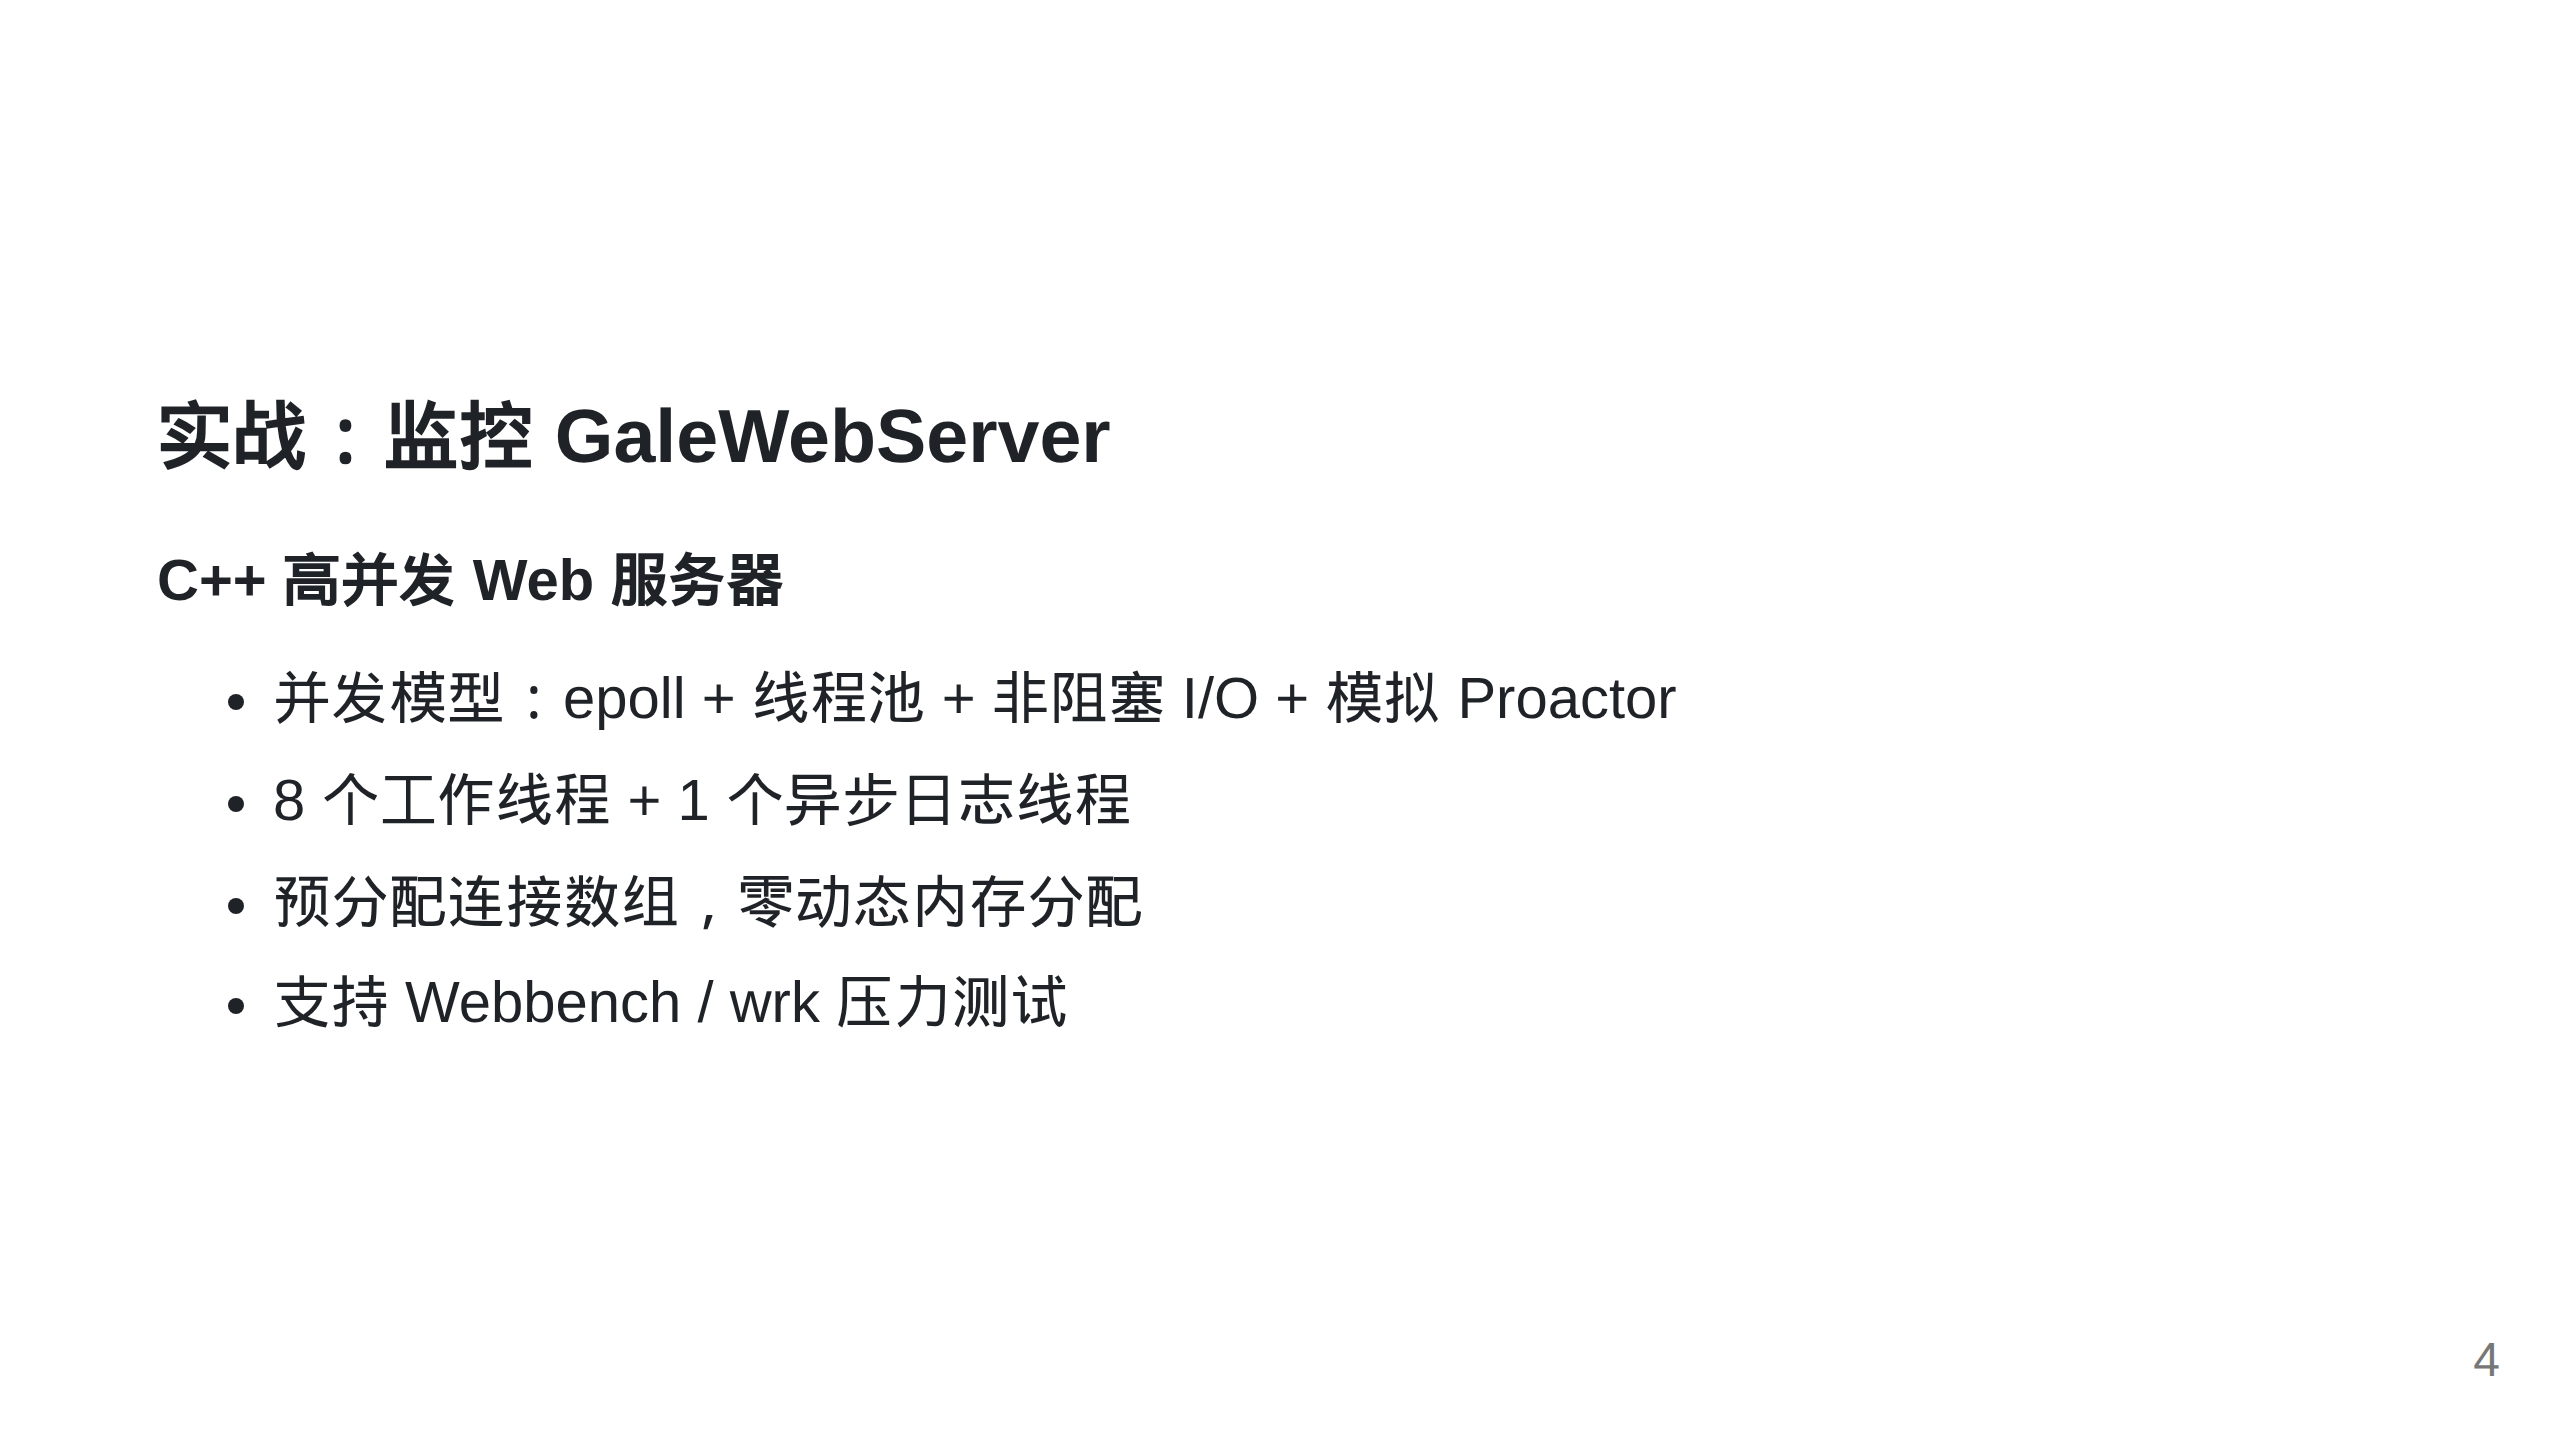 实战：监控 GaleWebServer
C++ 高并发 Web 服务器
• 并发模型：epoll + 线程池 + 非阻塞 I/O + 模拟 Proactor
• 8 个工作线程 + 1 个异步日志线程
• 预分配连接数组，零动态内存分配
• 支持 Webbench / wrk 压力测试
4